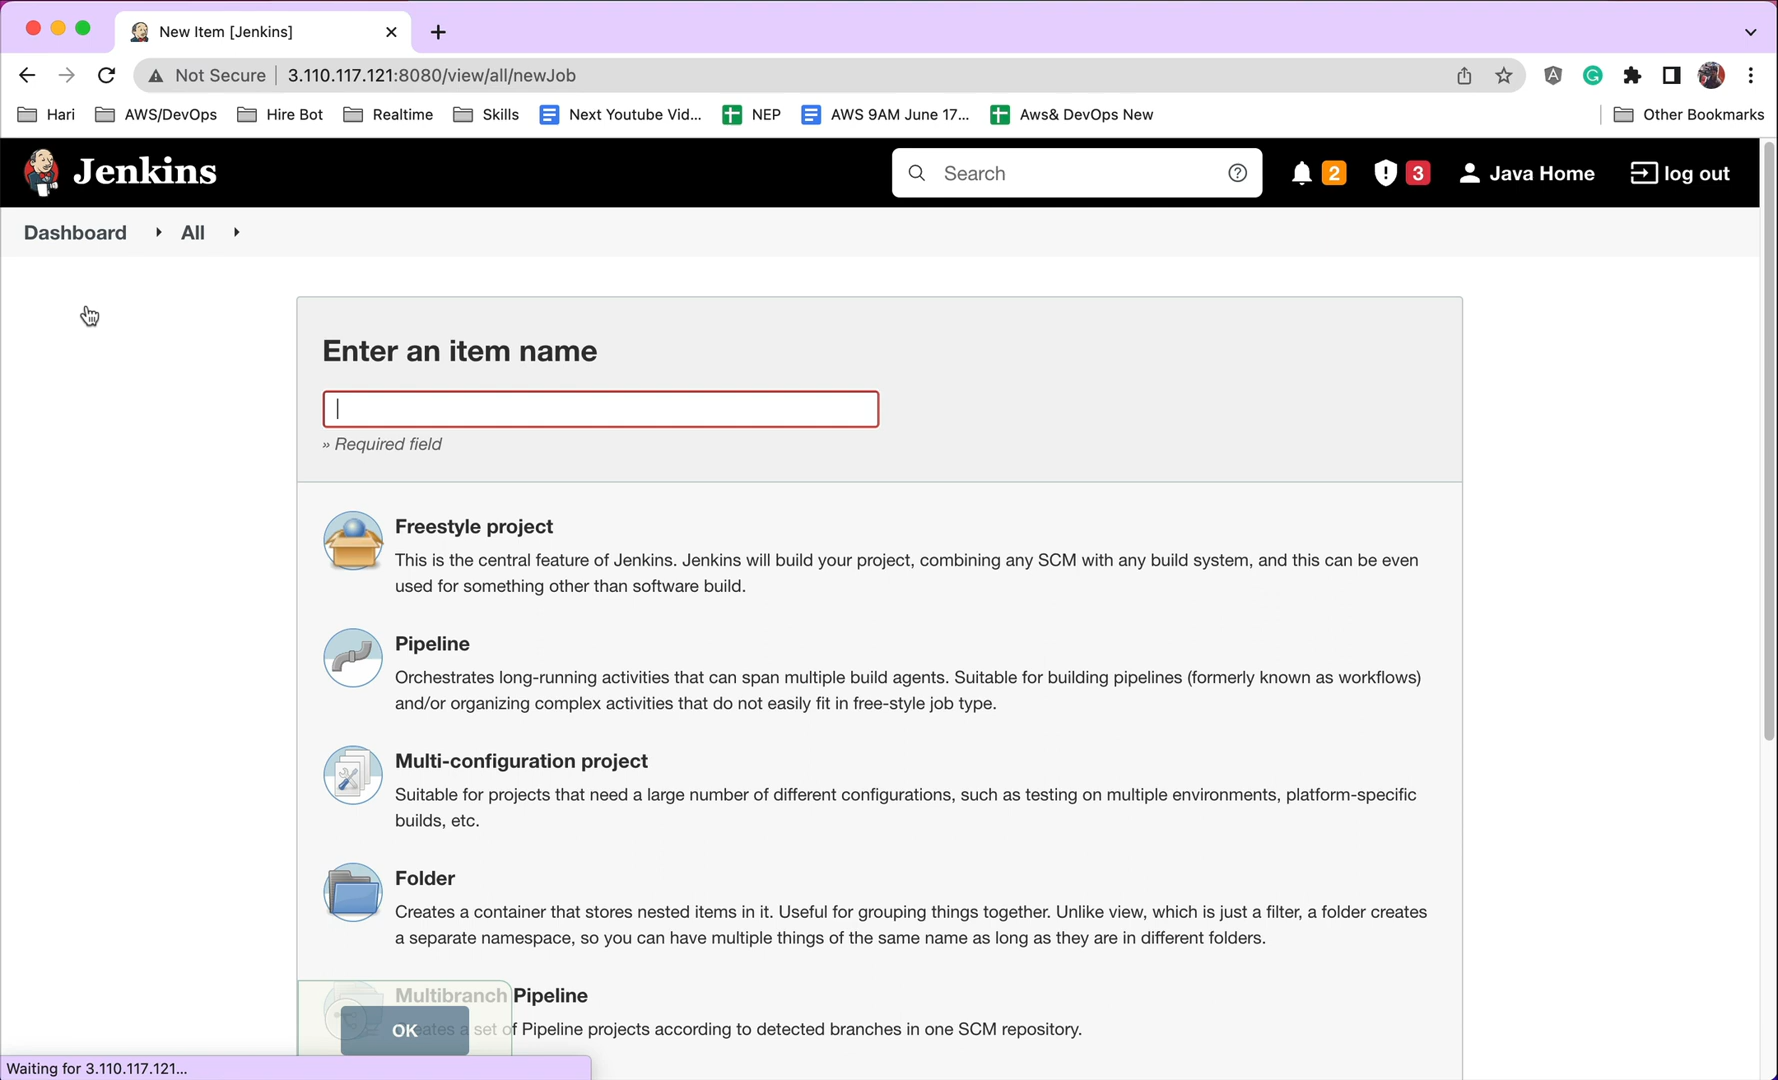 New Item [Jenkins]
Not Secure 3.110.117.121:8080/view/all/newJob
Hari AWS/DevOps Hire Bot Realtime Skills Next Youtube Vid... NEP AWS 9AM June 17... Aws& DevOps New Other Bookmarks
Jenkins Search 2 3 Java Home log out
Dashboard All
Enter an item name
» Required field
Freestyle project
This is the central feature of Jenkins. Jenkins will build your project, combining any SCM with any build system, and this can be even
used for something other than software build.
Pipeline
Orchestrates long-running activities that can span multiple build agents. Suitable for building pipelines (formerly known as workflows)
and/or organizing complex activities that do not easily fit in free-style job type.
Multi-configuration project
Suitable for projects that need a large number of different configurations, such as testing on multiple environments, platform-specific
builds, etc.
Folder
Creates a container that stores nested items in it. Useful for grouping things together. Unlike view, which is just a filter, a folder creates
a separate namespace, so you can have multiple things of the same name as long as they are in different folders.
Multibranch Pipeline
OK
set of Pipeline projects according to detected branches in one SCM repository.
Waiting for 3.110.117.121...